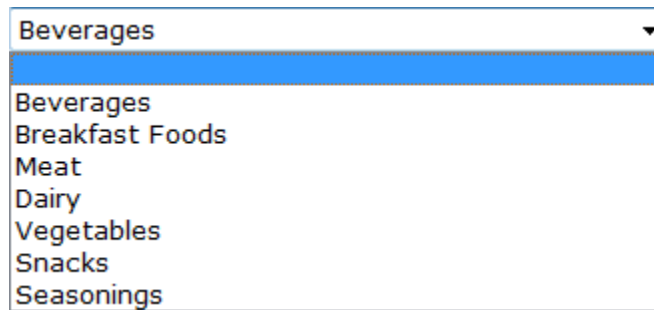 Beverages
Beverages
Breakfast Foods
Meat
Dairy
Vegetables
Snacks
Seasonings